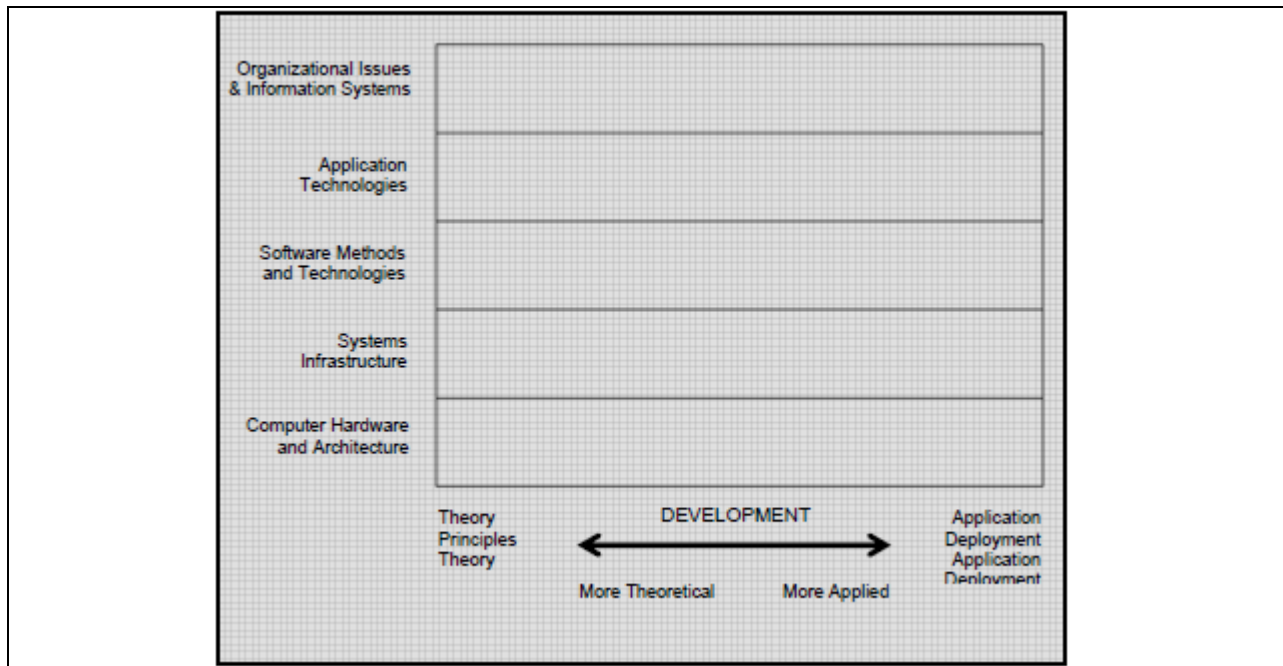 Organizational Issues
& Information Systems
Application
Technologies
Software Methods
and Technologies
Systems
Infrastructure
Computer Hardware
and Architecture
Theory
Principles
Theory
DEVELOPMENT
More Theoretical
More Applied
Application
Deployment
Application
Deployment